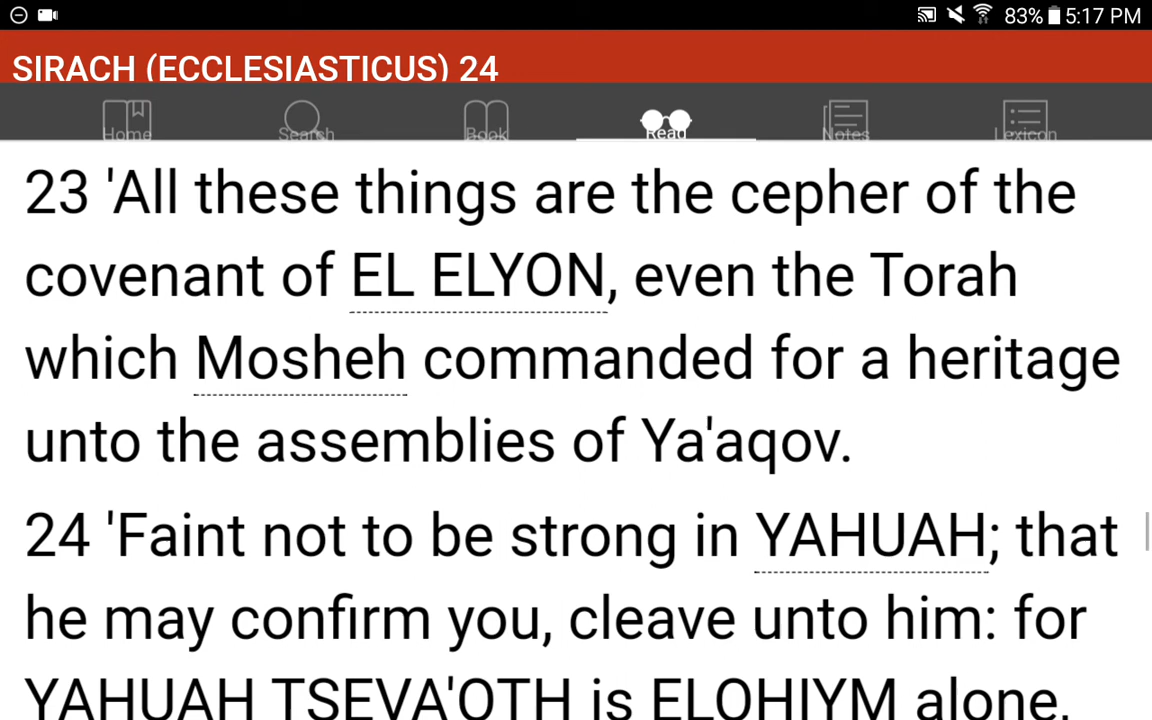 83% 5:17 PM
SIRACH (ECCLESIASTICUS) 24
Home Search Book Read Notes Lexicon
23 'All these things are the cepher of the
covenant of EL ELYON, even the Torah
which Mosheh commanded for a heritage
unto the assemblies of Ya'aqov.
24 'Faint not to be strong in YAHUAH; that
he may confirm you, cleave unto him: for
YAHUAH TSEVA'OTH is ELOHIYM alone,